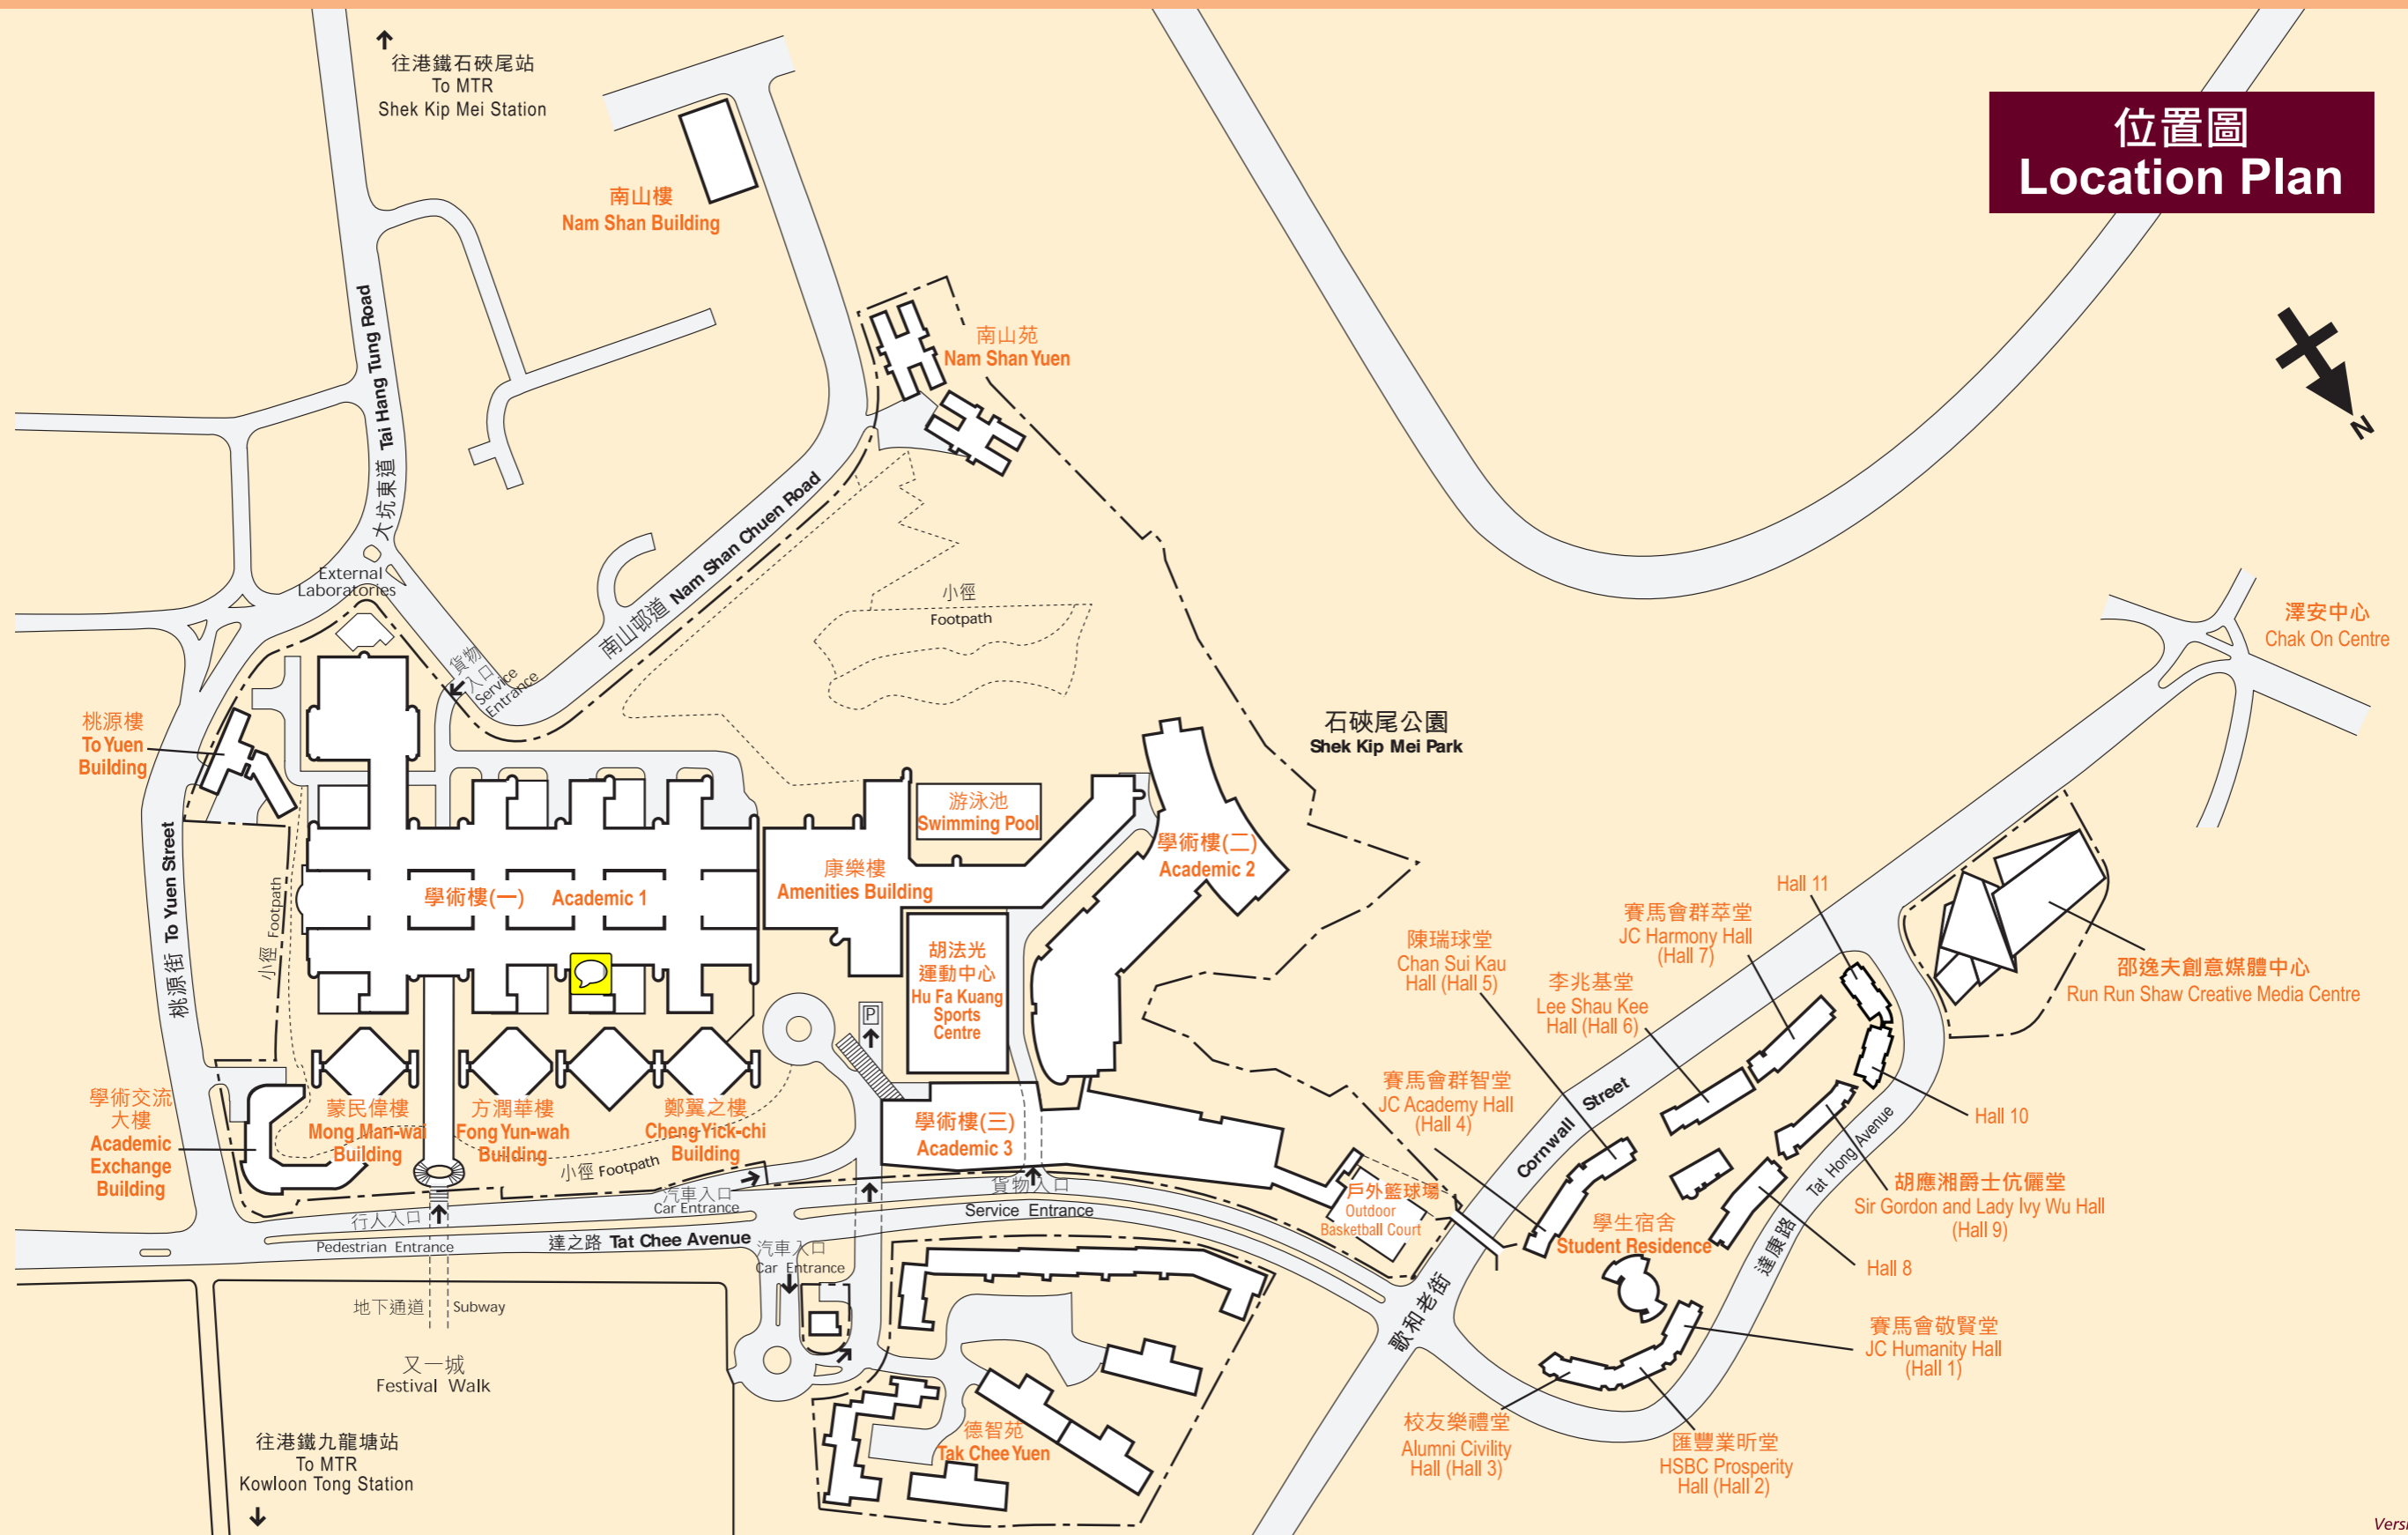 位置圖
Location Plan
往港鐵石硤尾站
To MTR
Shek Kip Mei Station
南山樓
Nam Shan Building
南山苑
Nam Shan Yuen
N
大坑東道 Tai Hang Tung Road
External
Laboratories
南山邨道 Nam Shan Chuen Road
小徑
Footpath
貨物
入口
Service
Entrance
澤安中心
Chak On Centre
石硤尾公園
Shek Kip Mei Park
桃源樓
To Yuen
Building
桃源街 To Yuen Street
小徑 Footpath
游泳池
Swimming Pool
學術樓(二)
Academic 2
康樂樓
Amenities Building
學術樓(一) Academic 1
胡法光
運動中心
Hu Fa Kuang
Sports
Centre
P
Hall 11
賽馬會群萃堂
JC Harmony Hall
(Hall 7)
陳瑞球堂
Chan Sui Kau
Hall (Hall 5)
李兆基堂
Lee Shau Kee
Hall (Hall 6)
邵逸夫創意媒體中心
Run Run Shaw Creative Media Centre
賽馬會群智堂
JC Academy Hall
(Hall 4)
Cornwall Street
歌和老街
Hall 10
Tat Hong Avenue
達康路
學術交流
大樓
Academic
Exchange
Building
蒙民偉樓
Mong Man-wai
Building
方潤華樓
Fong Yun-wah
Building
鄭翼之樓
Cheng Yick-chi
Building
學術樓(三)
Academic 3
小徑 Footpath
胡應湘爵士伉儷堂
Sir Gordon and Lady Ivy Wu Hall
(Hall 9)
行人入口
Pedestrian Entrance
汽車入口
Car Entrance
貨物入口
Service Entrance
戶外籃球場
Outdoor
Basketball Court
達之路 Tat Chee Avenue
汽車入口
Car Entrance
學生宿舍
Student Residence
Hall 8
地下通道
Subway
又一城
Festival Walk
賽馬會敬賢堂
JC Humanity Hall
(Hall 1)
往港鐵九龍塘站
To MTR
Kowloon Tong Station
德智苑
Tak Chee Yuen
校友樂禮堂
Alumni Civility
Hall (Hall 3)
匯豐業昕堂
HSBC Prosperity
Hall (Hall 2)